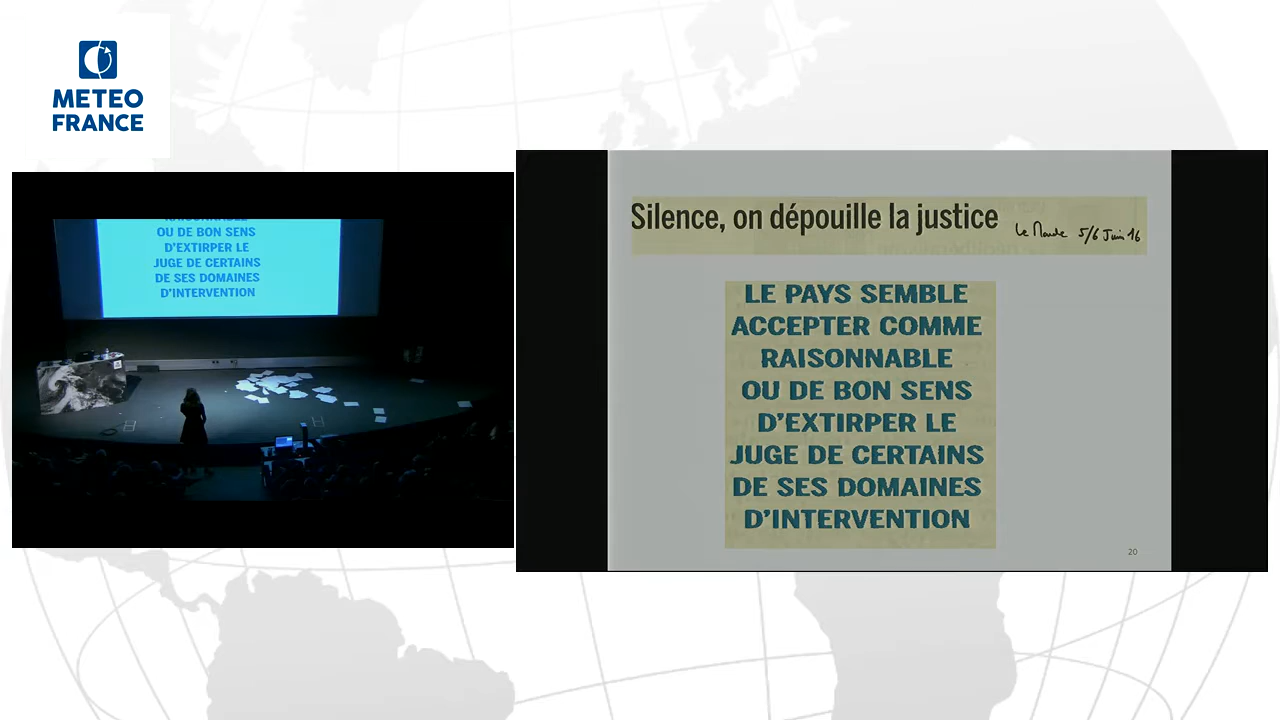 METEO
FRANCE
OU DE BON SENS
D'EXTIRPER LE
JUGE DE CERTAINS
DE SES DOMAINES
D'INTERVENTION
Silence, on dépouille la justice
Le Monde 5/6 Juin 16
LE PAYS SEMBLE
ACCEPTER COMME
RAISONNABLE
OU DE BON SENS
D'EXTIRPER LE
JUGE DE CERTAINS
DE SES DOMAINES
D'INTERVENTION
20